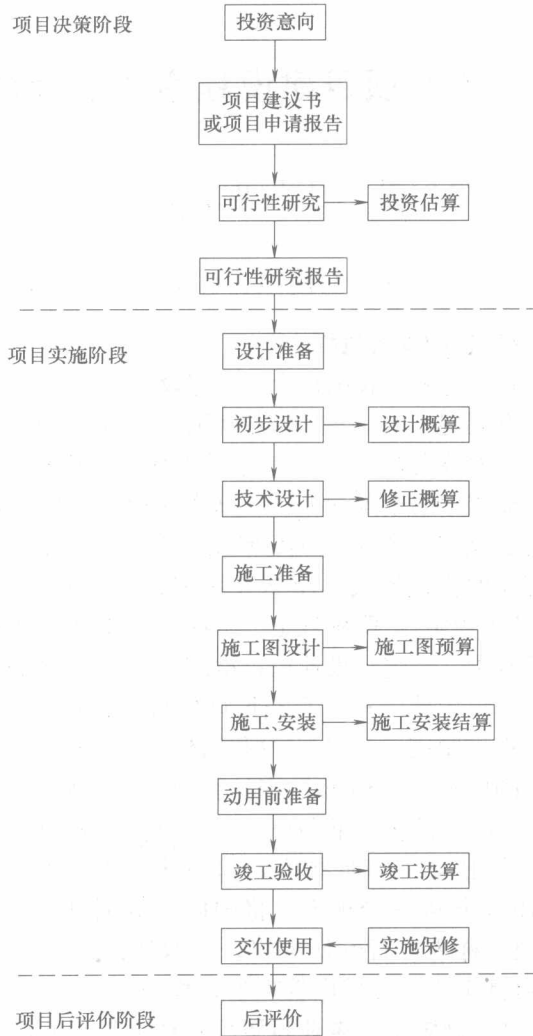 项目决策阶段
投资意向
项目建议书
或项目申请报告
可行性研究
投资估算
可行性研究报告
项目实施阶段
设计准备
初步设计
设计概算
技术设计
修正概算
施工准备
施工图设计
施工图预算
施工、安装
施工安装结算
动用前准备
竣工验收
竣工决算
交付使用
实施保修
项目后评价阶段
后评价